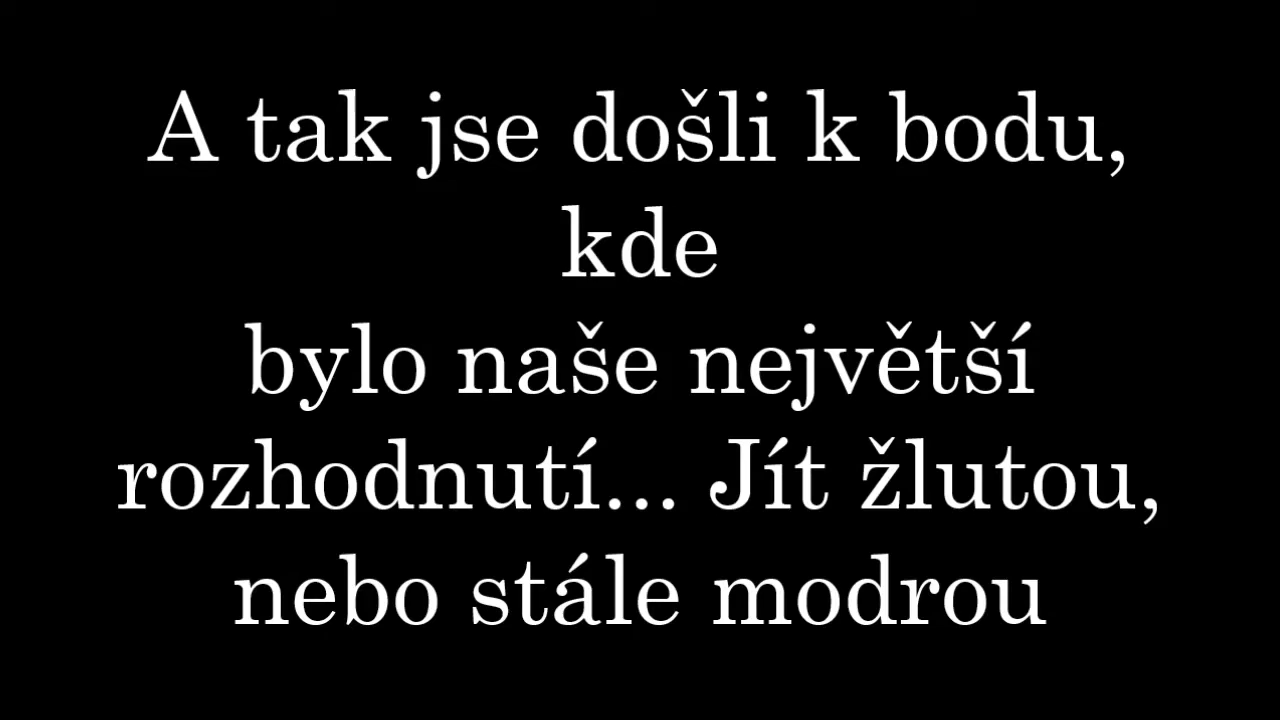 A tak jse došli k bodu,
kde
bylo naše největší
rozhodnutí... Jít žlutou,
nebo stále modrou